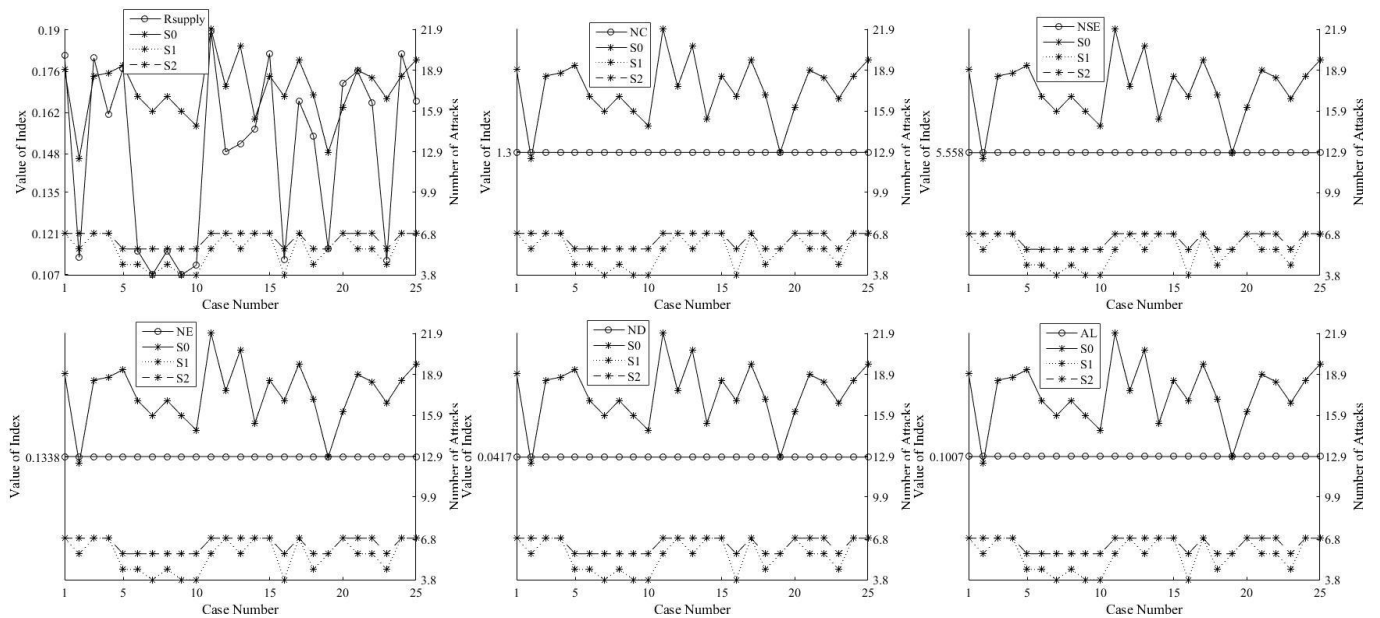 Rsupply
S0
S1
S2
0.19
0.176
0.162
0.148
0.135
0.121
0.107
Value of Index
21.9
18.9
15.9
12.9
9.9
6.8
3.8
Number of Attacks
1
5
10
15
20
25
Case Number
NC
S0
S1
S2
1.3
Value of Index
21.9
18.9
15.9
12.9
9.9
6.8
3.8
Number of Attacks
1
5
10
15
20
25
Case Number
NSE
S0
S1
S2
5.558
Value of Index
21.9
18.9
15.9
12.9
9.9
6.8
3.8
Number of Attacks
1
5
10
15
20
25
Case Number
NE
S0
S1
S2
0.1338
Value of Index
21.9
18.9
15.9
12.9
9.9
6.8
3.8
Number of Attacks
1
5
10
15
20
25
Case Number
ND
S0
S1
S2
0.0417
Value of Index
21.9
18.9
15.9
12.9
9.9
6.8
3.8
Number of Attacks
1
5
10
15
20
25
Case Number
AL
S0
S1
S2
0.1007
Value of Index
21.9
18.9
15.9
12.9
9.9
6.8
3.8
Number of Attacks
1
5
10
15
20
25
Case Number